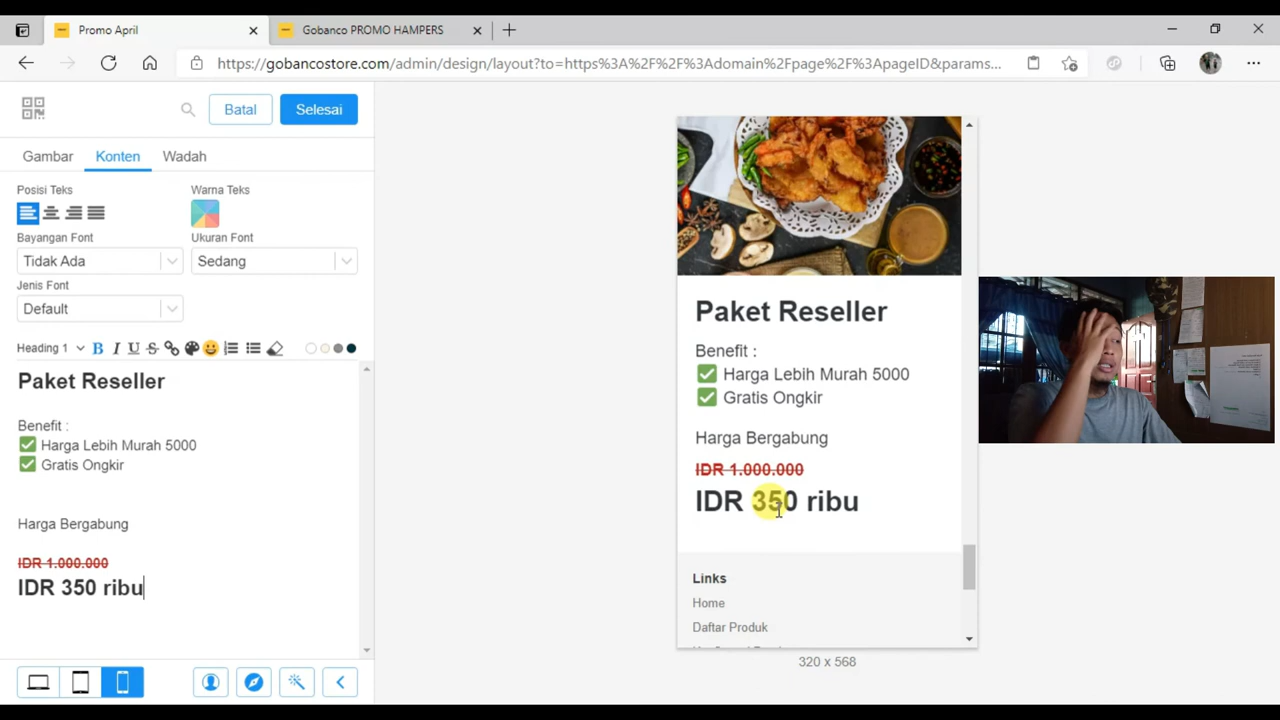 Promo April
Gobanco PROMO HAMPERS
https://gobancostore.com/admin/design/layout?to=https%3A%2F%2F%3Adomain%2Fpage%2F%3ApageID&params...
Batal
Selesai
Gambar
Konten
Wadah
Posisi Teks
Warna Teks
Bayangan Font
Ukuran Font
Tidak Ada
Sedang
Jenis Font
Default
Heading 1
B I U S
Paket Reseller
Benefit :
✅ Harga Lebih Murah 5000
✅ Gratis Ongkir
Harga Bergabung
IDR 1.000.000
IDR 350 ribu
Paket Reseller
Benefit :
✅ Harga Lebih Murah 5000
✅ Gratis Ongkir
Harga Bergabung
IDR 1.000.000
IDR 350 ribu
Links
Home
Daftar Produk
320 x 568